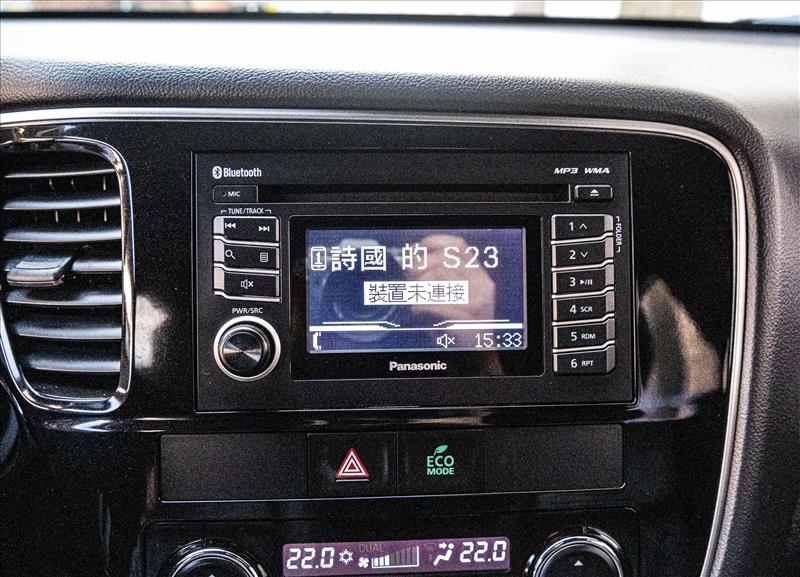 Bluetooth
MP3 WMA
MIC
TUNE/TRACK
PWR/SRC
1 詩國 的 S23
裝置未連接
15:33
1
2
3
4 SCR
5 RDM
6 RPT
FOLDER
Panasonic
ECO
MODE
22.0
DUAL
22.0